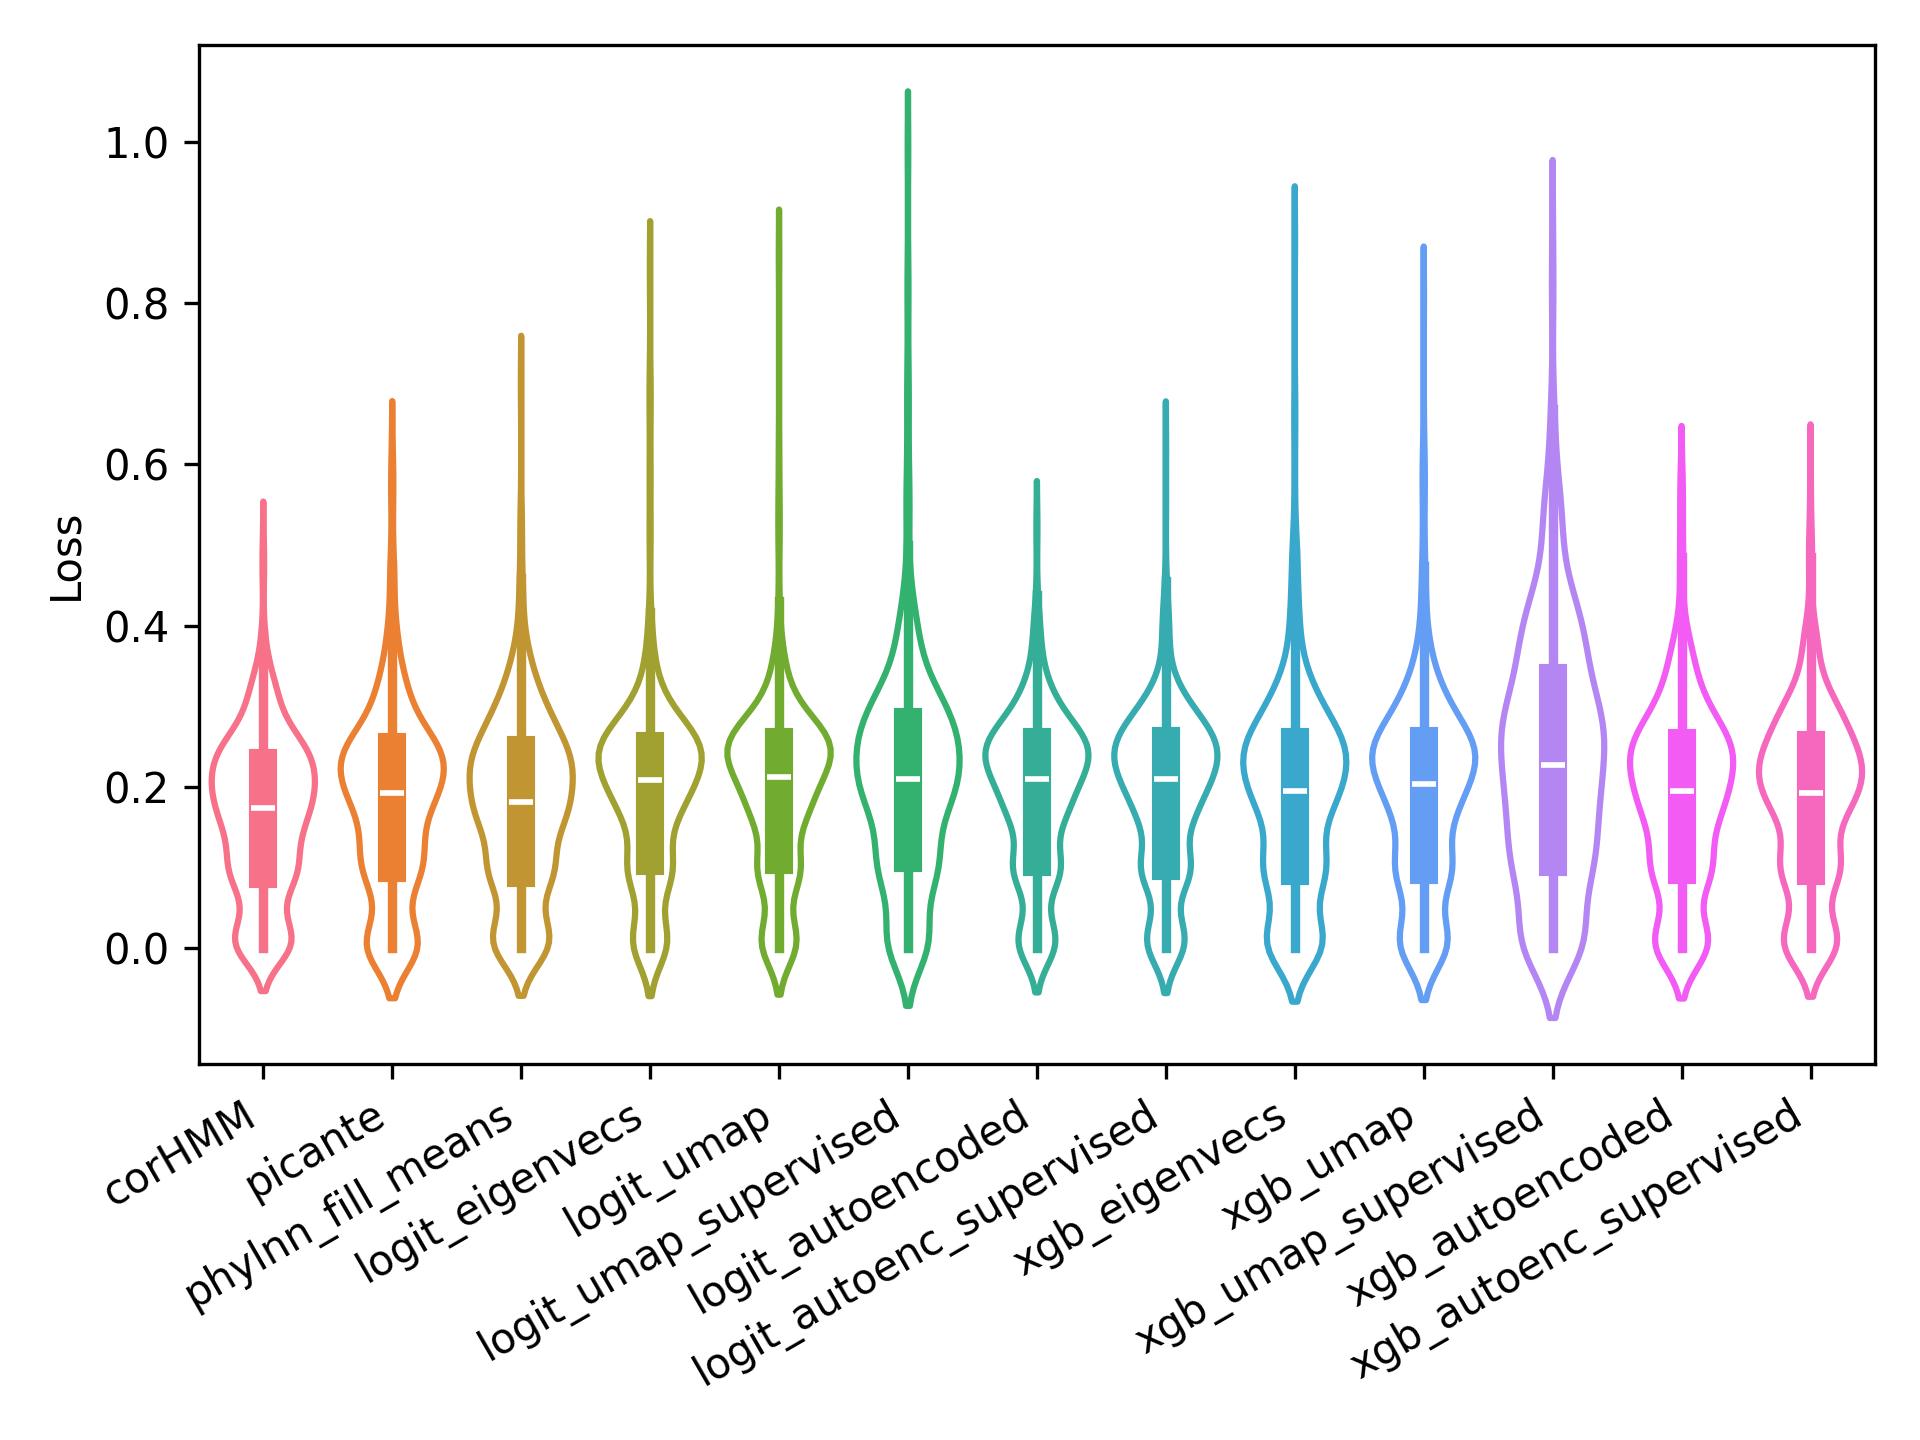 1.0
0.8
0.6
0.4
0.2
0.0
Loss
corHMM
picante
phylnn_fill_means
logit_eigenvecs
logit_umap
logit_umap_supervised
logit_autoencoded
logit_autoenc_supervised
xgb_eigenvecs
xgb_umap
xgb_umap_supervised
xgb_autoencoded
xgb_autoenc_supervised